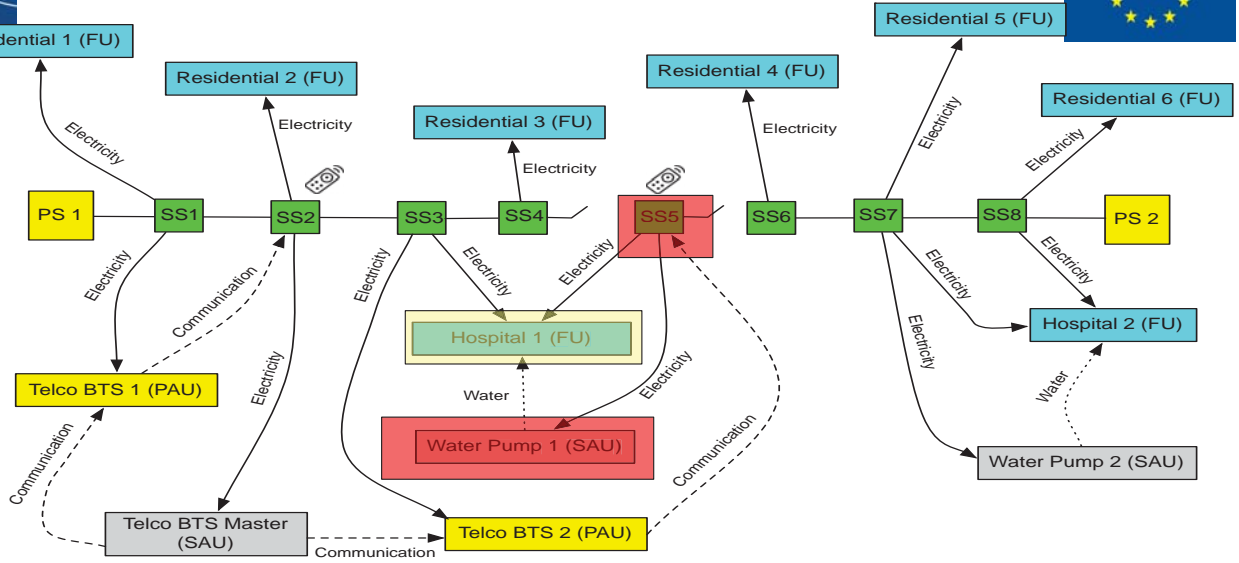 Residential 5 (FU)
dential 1 (FU)
Residential 2 (FU)
Residential 4 (FU)
Residential 6 (FU)
Residential 3 (FU)
Electricity
Electricity
Electricity
Electricity
Electricity
Electricity
PS 1
SS1
SS2
SS3
SS4
SS5
SS6
SS7
SS8
PS 2
Electricity
Communication
Electricity
Electricity
Electricity
Electricity
Electricity
Hospital 1 (FU)
Hospital 2 (FU)
Electricity
Electricity
Electricity
Water
Water
Telco BTS 1 (PAU)
Water Pump 1 (SAU)
Communication
Communication
Water Pump 2 (SAU)
Telco BTS Master
(SAU)
Communication
Telco BTS 2 (PAU)